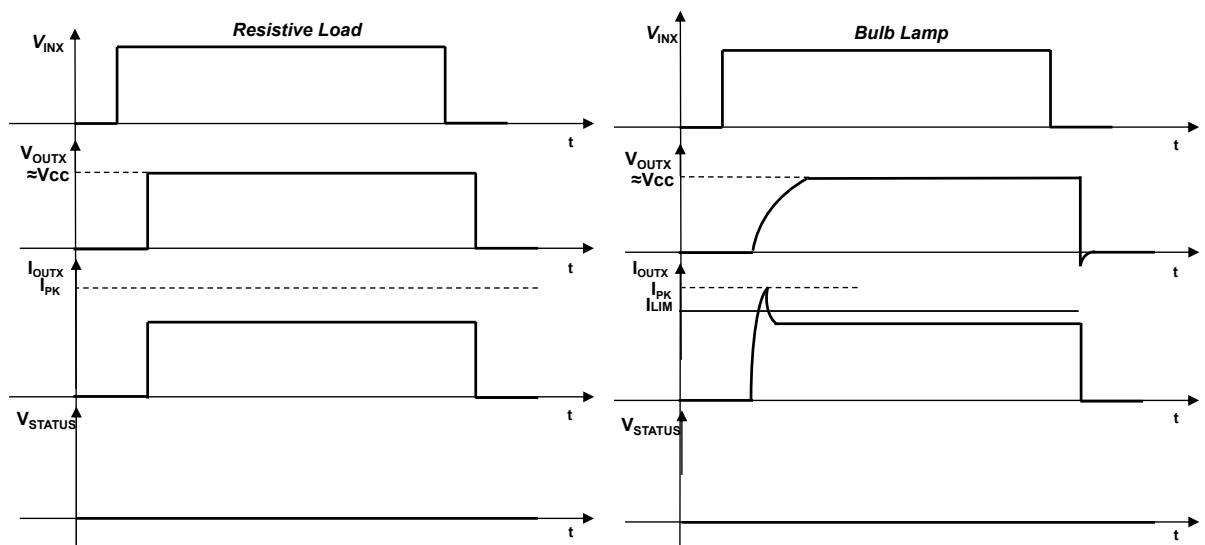 Resistive Load
VINX
t
VOUTX
≈Vcc
t
IOUTX
IPK
t
VSTATUS
t
Bulb Lamp
VINX
t
VOUTX
≈Vcc
t
IOUTX
IPK
ILIM
t
VSTATUS
t